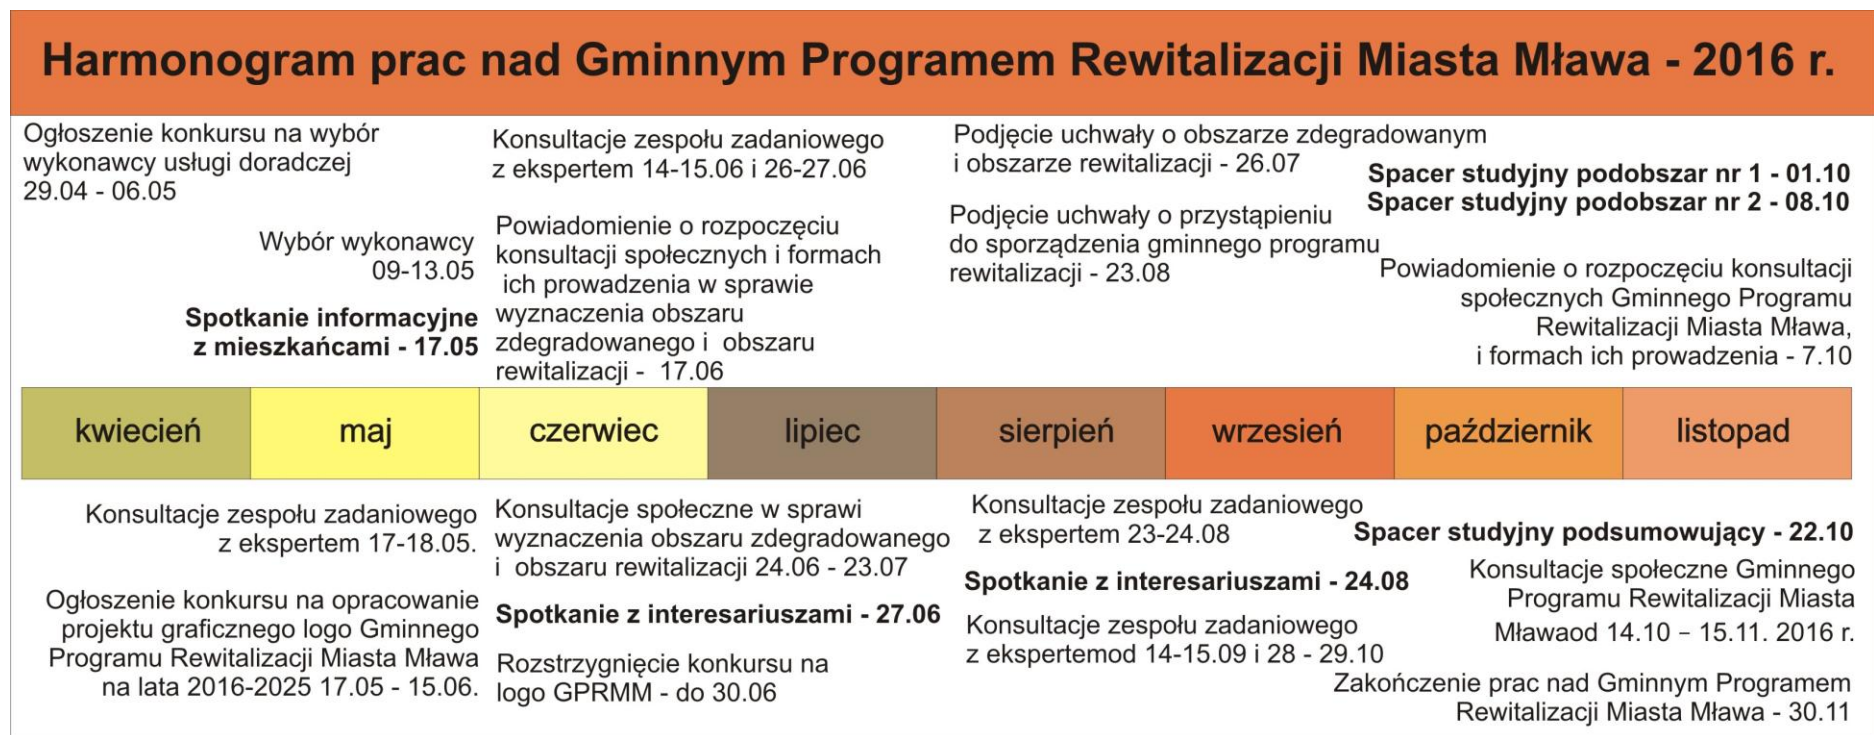 Harmonogram prac nad Gminnym Programem Rewitalizacji Miasta Mława - 2016 r.
Ogłoszenie konkursu na wybór
wykonawcy usługi doradczej
29.04 - 06.05
Wybór wykonawcy
09-13.05
Spotkanie informacyjne
z mieszkańcami - 17.05
Konsultacje zespołu zadaniowego
z ekspertem 14-15.06 i 26-27.06
Powiadomienie o rozpoczęciu
konsultacji społecznych i formach
ich prowadzenia w sprawie
wyznaczenia obszaru
zdegradowanego i obszaru
rewitalizacji - 17.06
Podjęcie uchwały o obszarze zdegradowanym
i obszarze rewitalizacji - 26.07
Podjęcie uchwały o przystąpieniu
do sporządzenia gminnego programu
rewitalizacji - 23.08
Spacer studyjny podobszar nr 1 - 01.10
Spacer studyjny podobszar nr 2 - 08.10
Powiadomienie o rozpoczęciu konsultacji
społecznych Gminnego Programu
Rewitalizacji Miasta Mława,
i formach ich prowadzenia - 7.10
kwiecień
maj
czerwiec
lipiec
sierpień
wrzesień
październik
listopad
Konsultacje zespołu zadaniowego
z ekspertem 17-18.05.
Ogłoszenie konkursu na opracowanie
projektu graficznego logo Gminnego
Programu Rewitalizacji Miasta Mława
na lata 2016-2025 17.05 - 15.06.
Konsultacje społeczne w sprawi
wyznaczenia obszaru zdegradowanego
i obszaru rewitalizacji 24.06 - 23.07
Spotkanie z interesariuszami - 27.06
Rozstrzygnięcie konkursu na
logo GPRMM - do 30.06
Konsultacje zespołu zadaniowego
z ekspertem 23-24.08
Spotkanie z interesariuszami - 24.08
Konsultacje zespołu zadaniowego
z ekspertemod 14-15.09 i 28 - 29.10
Spacer studyjny podsumowujący - 22.10
Konsultacje społeczne Gminnego
Programu Rewitalizacji Miasta
Mławaod 14.10 – 15.11. 2016 r.
Zakończenie prac nad Gminnym Programem
Rewitalizacji Miasta Mława - 30.11